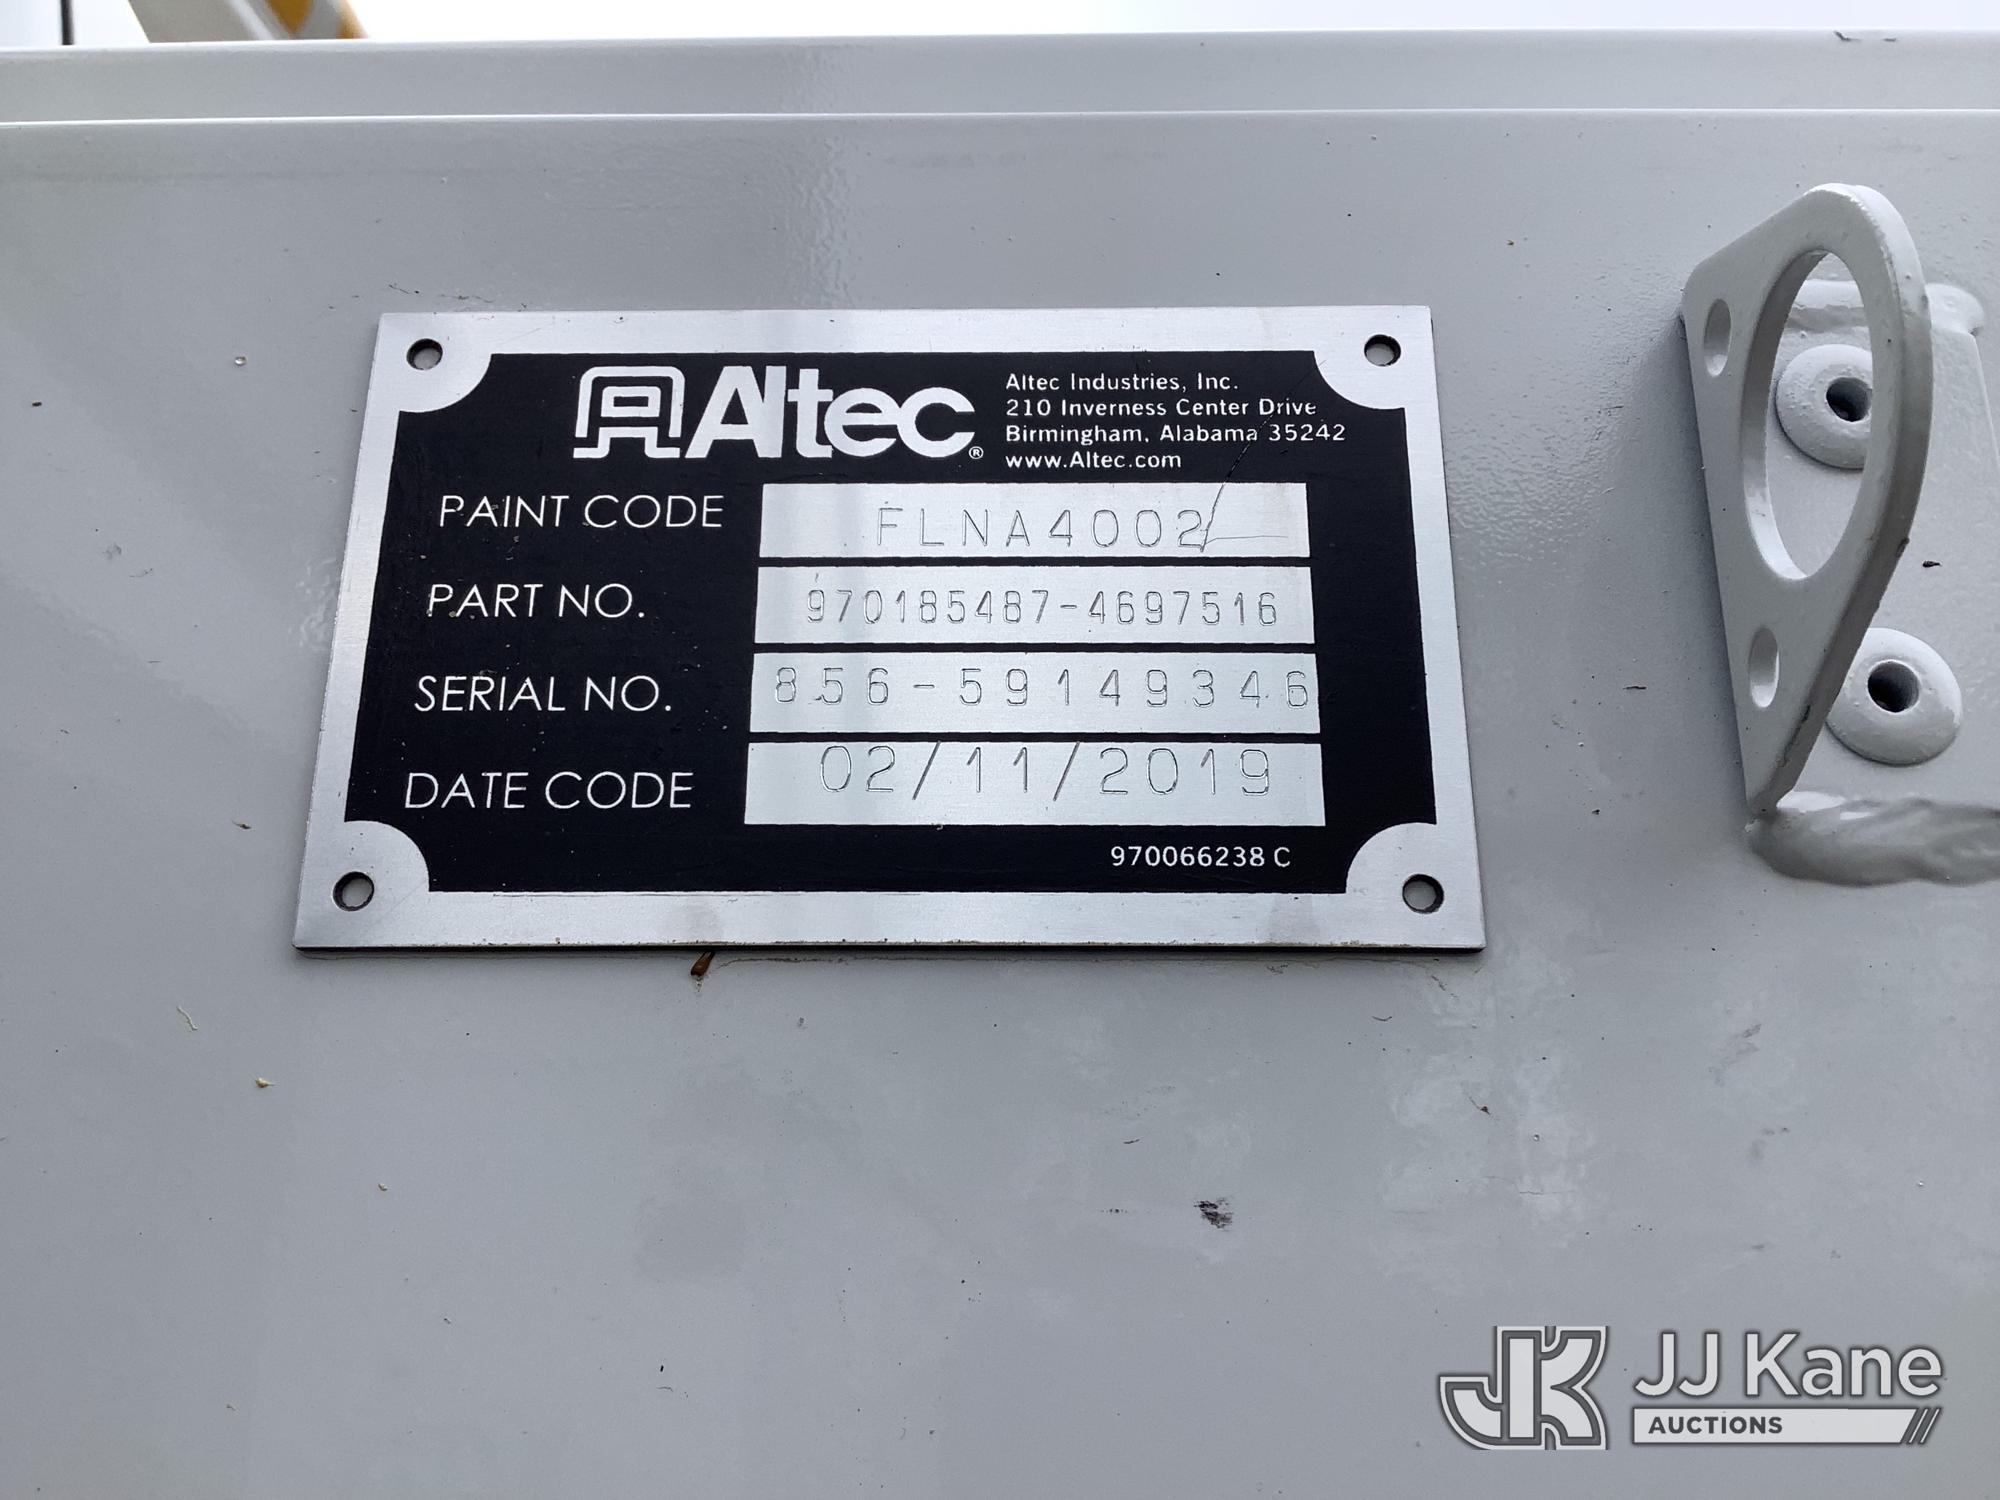 Altec®
Altec Industries, Inc.
210 Inverness Center Drive
Birmingham, Alabama 35242
www.Altec.com
PAINT CODE FLNA4002
PART NO. 970185487-4697516
SERIAL NO. 856-59149346
DATE CODE 02/11/2019
970066238 C
JK JJ Kane
AUCTIONS